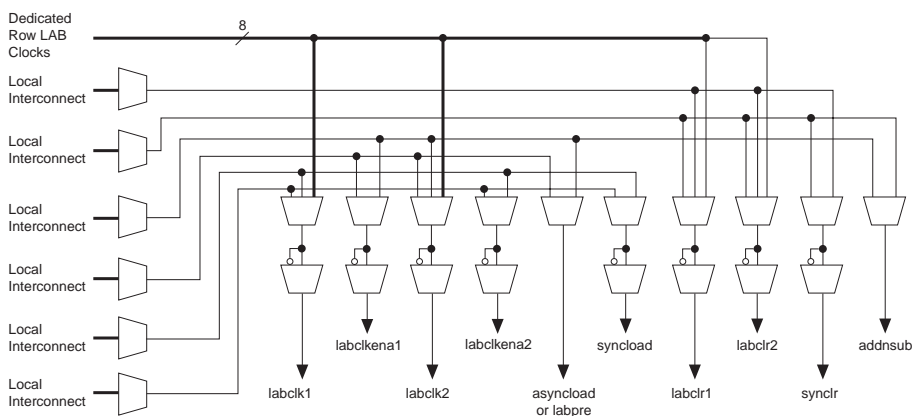 Dedicated
Row LAB
Clocks
8
Local
Interconnect
Local
Interconnect
Local
Interconnect
Local
Interconnect
Local
Interconnect
Local
Interconnect
labclkena1
labclkena2
syncload
labclr2
addnsub
labclk1
labclk2
asyncload
or labpre
labclr1
synclr